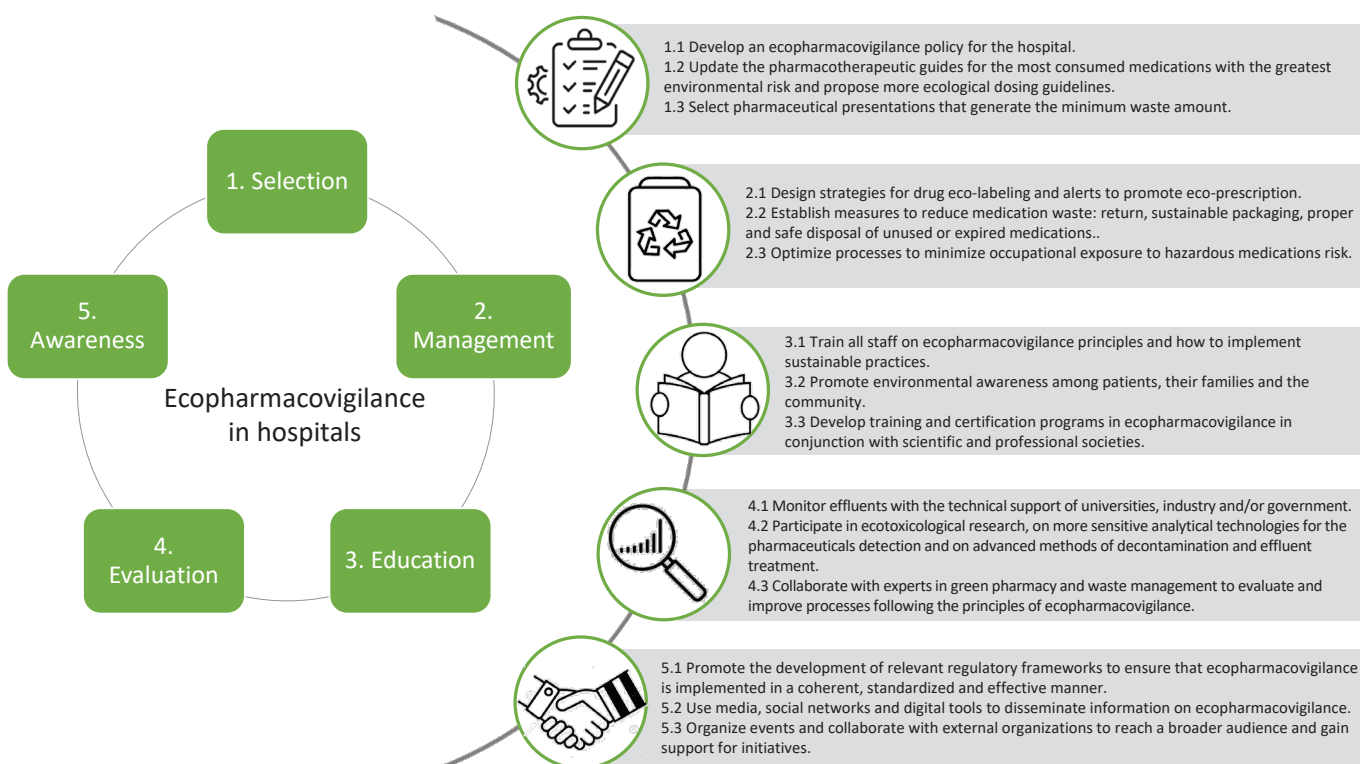 1. Selection
2.
Management
3. Education
4.
Evaluation
5.
Awareness
Ecopharmacovigilance
in hospitals
1.1 Develop an ecopharmacovigilance policy for the hospital.
1.2 Update the pharmacotherapeutic guides for the most consumed medications with the greatest
environmental risk and propose more ecological dosing guidelines.
1.3 Select pharmaceutical presentations that generate the minimum waste amount.
2.1 Design strategies for drug eco-labeling and alerts to promote eco-prescription.
2.2 Establish measures to reduce medication waste: return, sustainable packaging, proper
and safe disposal of unused or expired medications..
2.3 Optimize processes to minimize occupational exposure to hazardous medications risk.
3.1 Train all staff on ecopharmacovigilance principles and how to implement
sustainable practices.
3.2 Promote environmental awareness among patients, their families and the
community.
3.3 Develop training and certification programs in ecopharmacovigilance in
conjunction with scientific and professional societies.
4.1 Monitor effluents with the technical support of universities, industry and/or government.
4.2 Participate in ecotoxicological research, on more sensitive analytical technologies for the
pharmaceuticals detection and on advanced methods of decontamination and effluent
treatment.
4.3 Collaborate with experts in green pharmacy and waste management to evaluate and
improve processes following the principles of ecopharmacovigilance.
5.1 Promote the development of relevant regulatory frameworks to ensure that ecopharmacovigilance
is implemented in a coherent, standardized and effective manner.
5.2 Use media, social networks and digital tools to disseminate information on ecopharmacovigilance.
5.3 Organize events and collaborate with external organizations to reach a broader audience and gain
support for initiatives.